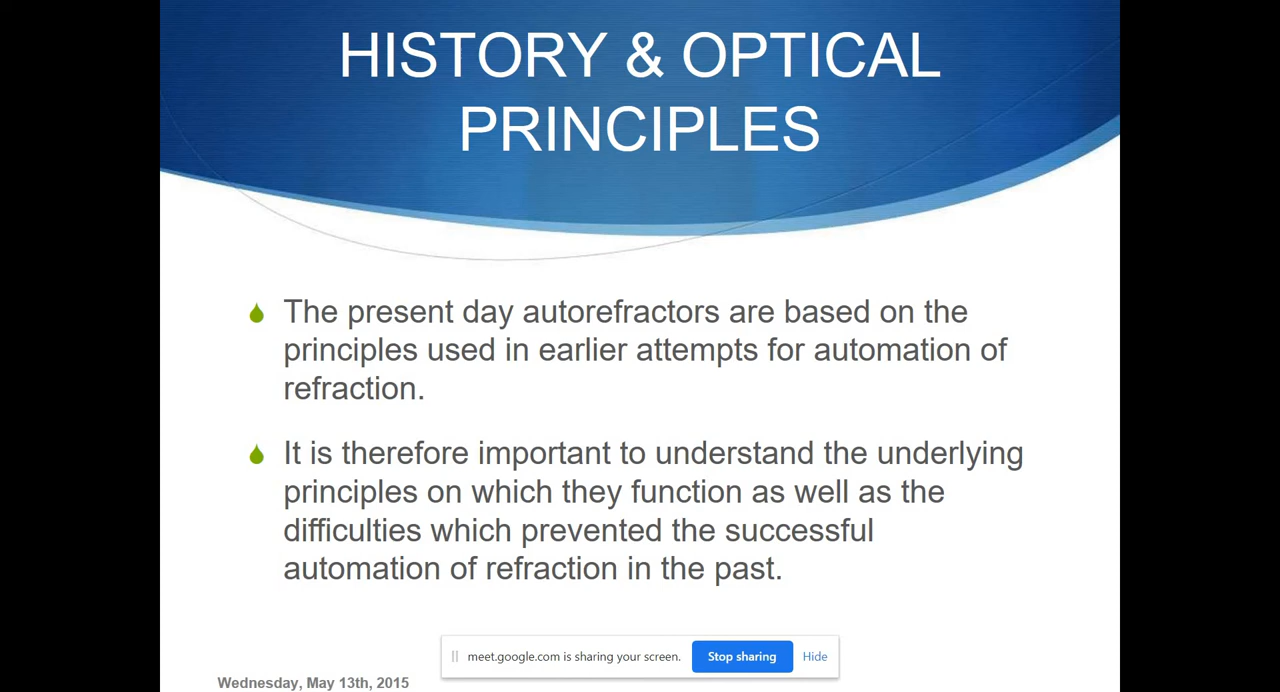 HISTORY & OPTICAL
PRINCIPLES
The present day autorefractors are based on the
principles used in earlier attempts for automation of
refraction.
It is therefore important to understand the underlying
principles on which they function as well as the
difficulties which prevented the successful
automation of refraction in the past.
meet.google.com is sharing your screen. Stop sharing Hide
Wednesday, May 13th, 2015